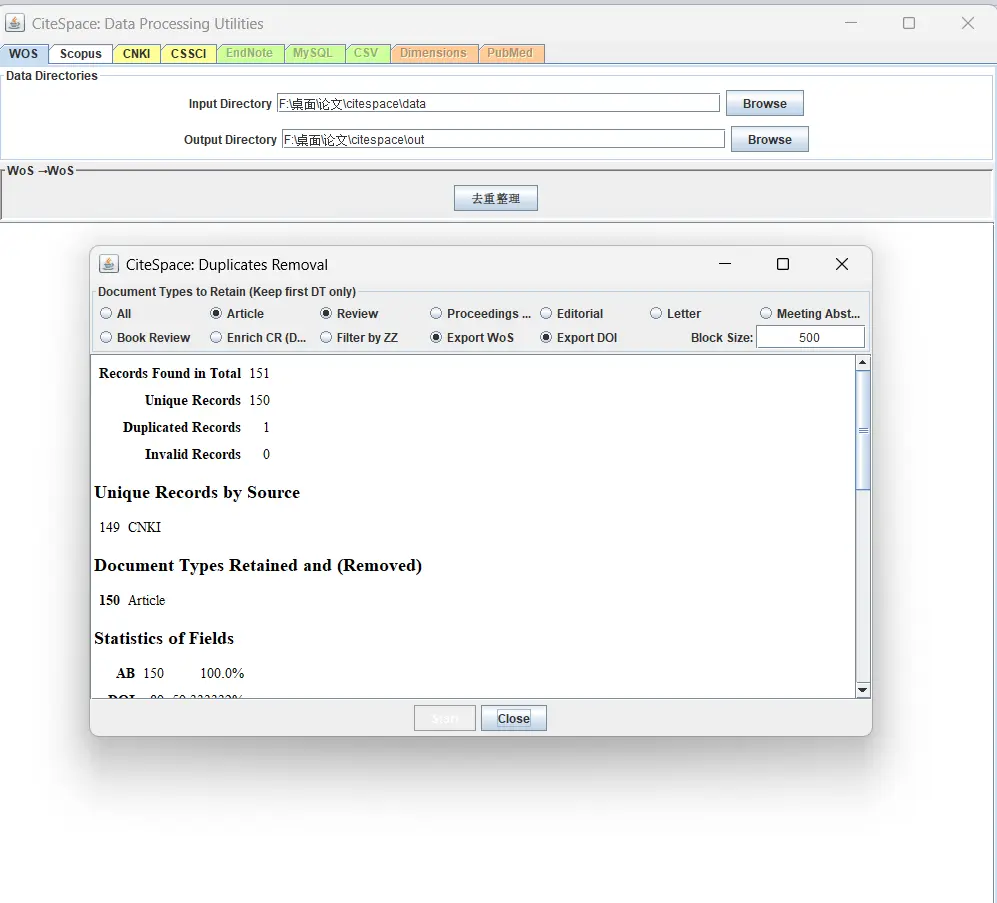 CiteSpace: Data Processing Utilities
WOS Scopus CNKI CSSCI EndNote MySQL CSV Dimensions PubMed
Data Directories
Input Directory F:\桌面\论文\citespace\data Browse
Output Directory F:\桌面\论文\citespace\out Browse
WoS →WoS
去重整理
CiteSpace: Duplicates Removal
Document Types to Retain (Keep first DT only)
All Article Review Proceedings ... Editorial Letter Meeting Abst...
Book Review Enrich CR (D... Filter by ZZ Export WoS Export DOI Block Size: 500
Records Found in Total 151
Unique Records 150
Duplicated Records 1
Invalid Records 0
Unique Records by Source
149 CNKI
Document Types Retained and (Removed)
150 Article
Statistics of Fields
AB 150 100.0%
Start Close